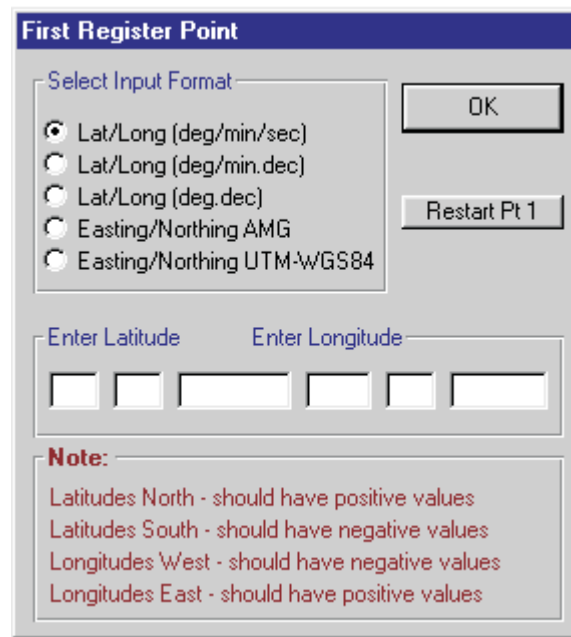 First Register Point
Select Input Format
Lat/Long (deg/min/sec)
Lat/Long (deg/min.dec)
Lat/Long (deg.dec)
Easting/Northing AMG
Easting/Northing UTM-WGS84
OK
Restart Pt 1
Enter Latitude Enter Longitude
Note:
Latitudes North - should have positive values
Latitudes South - should have negative values
Longitudes West - should have negative values
Longitudes East - should have positive values